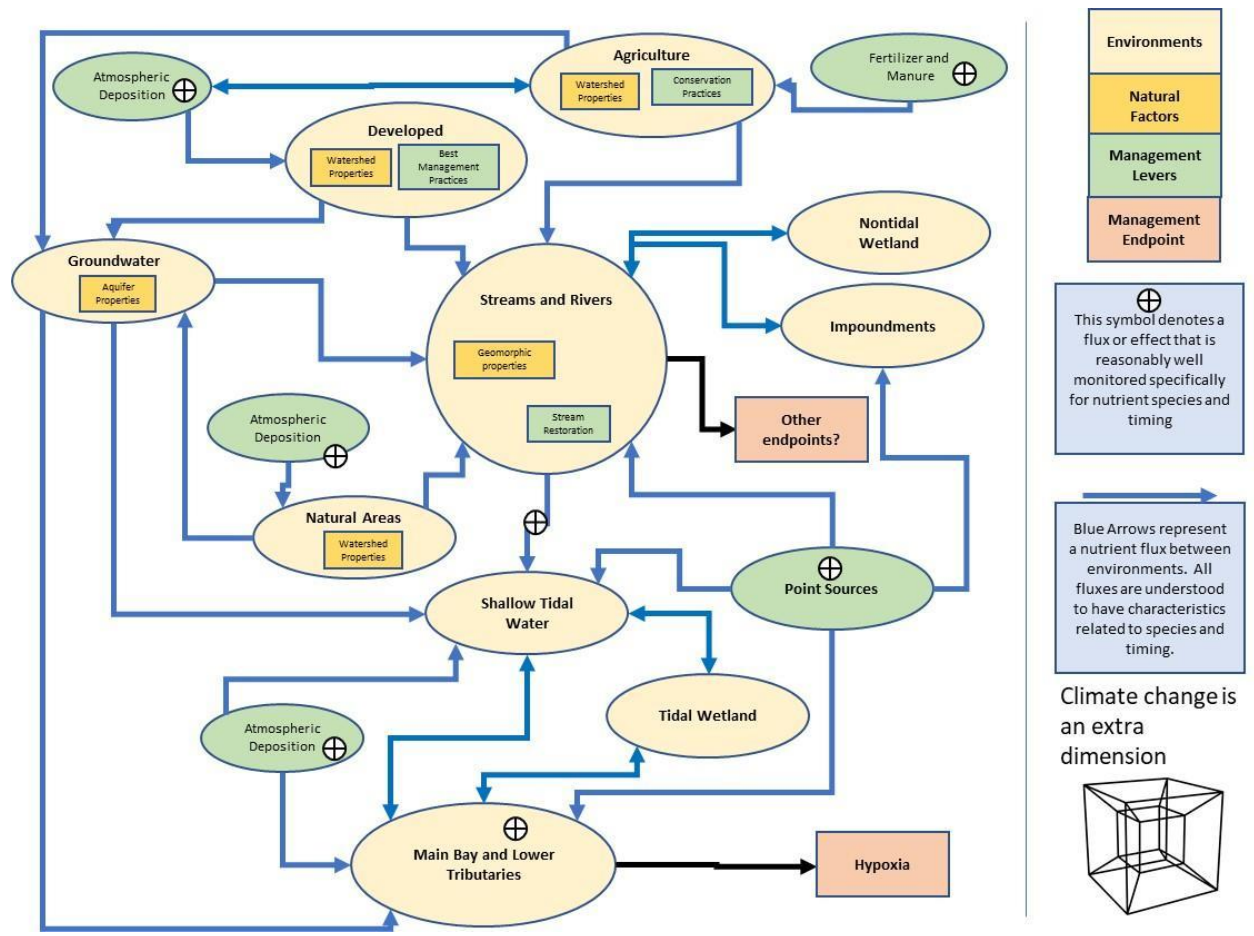 Agriculture
Watershed
Properties
Conservation
Practices
Fertilizer and
Manure
Atmospheric
Deposition
Developed
Watershed
Properties
Best
Management
Practices
Nontidal
Wetland
Groundwater
Aquifer
Properties
Streams and Rivers
Geomorphic
properties
Stream
Restoration
Impoundments
Other
endpoints?
Atmospheric
Deposition
Natural Areas
Watershed
Properties
Point Sources
Shallow Tidal
Water
Tidal Wetland
Atmospheric
Deposition
Main Bay and Lower
Tributaries
Hypoxia
Environments
Natural
Factors
Management
Levers
Management
Endpoint
This symbol denotes a
flux or effect that is
reasonably well
monitored specifically
for nutrient species and
timing
Blue Arrows represent
a nutrient flux between
environments. All
fluxes are understood
to have characteristics
related to species and
timing.
Climate change is
an extra
dimension